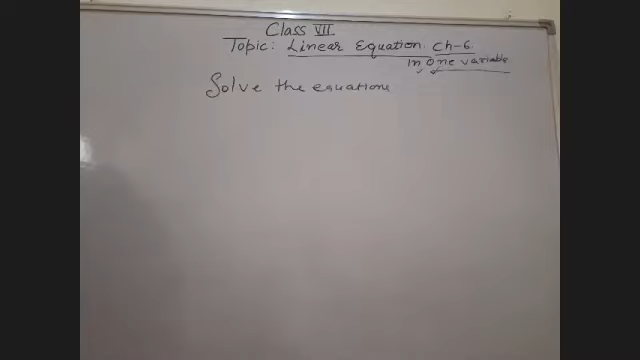 Class VII
Topic: Linear Equation. Ch-6
in one variable
Solve the equations